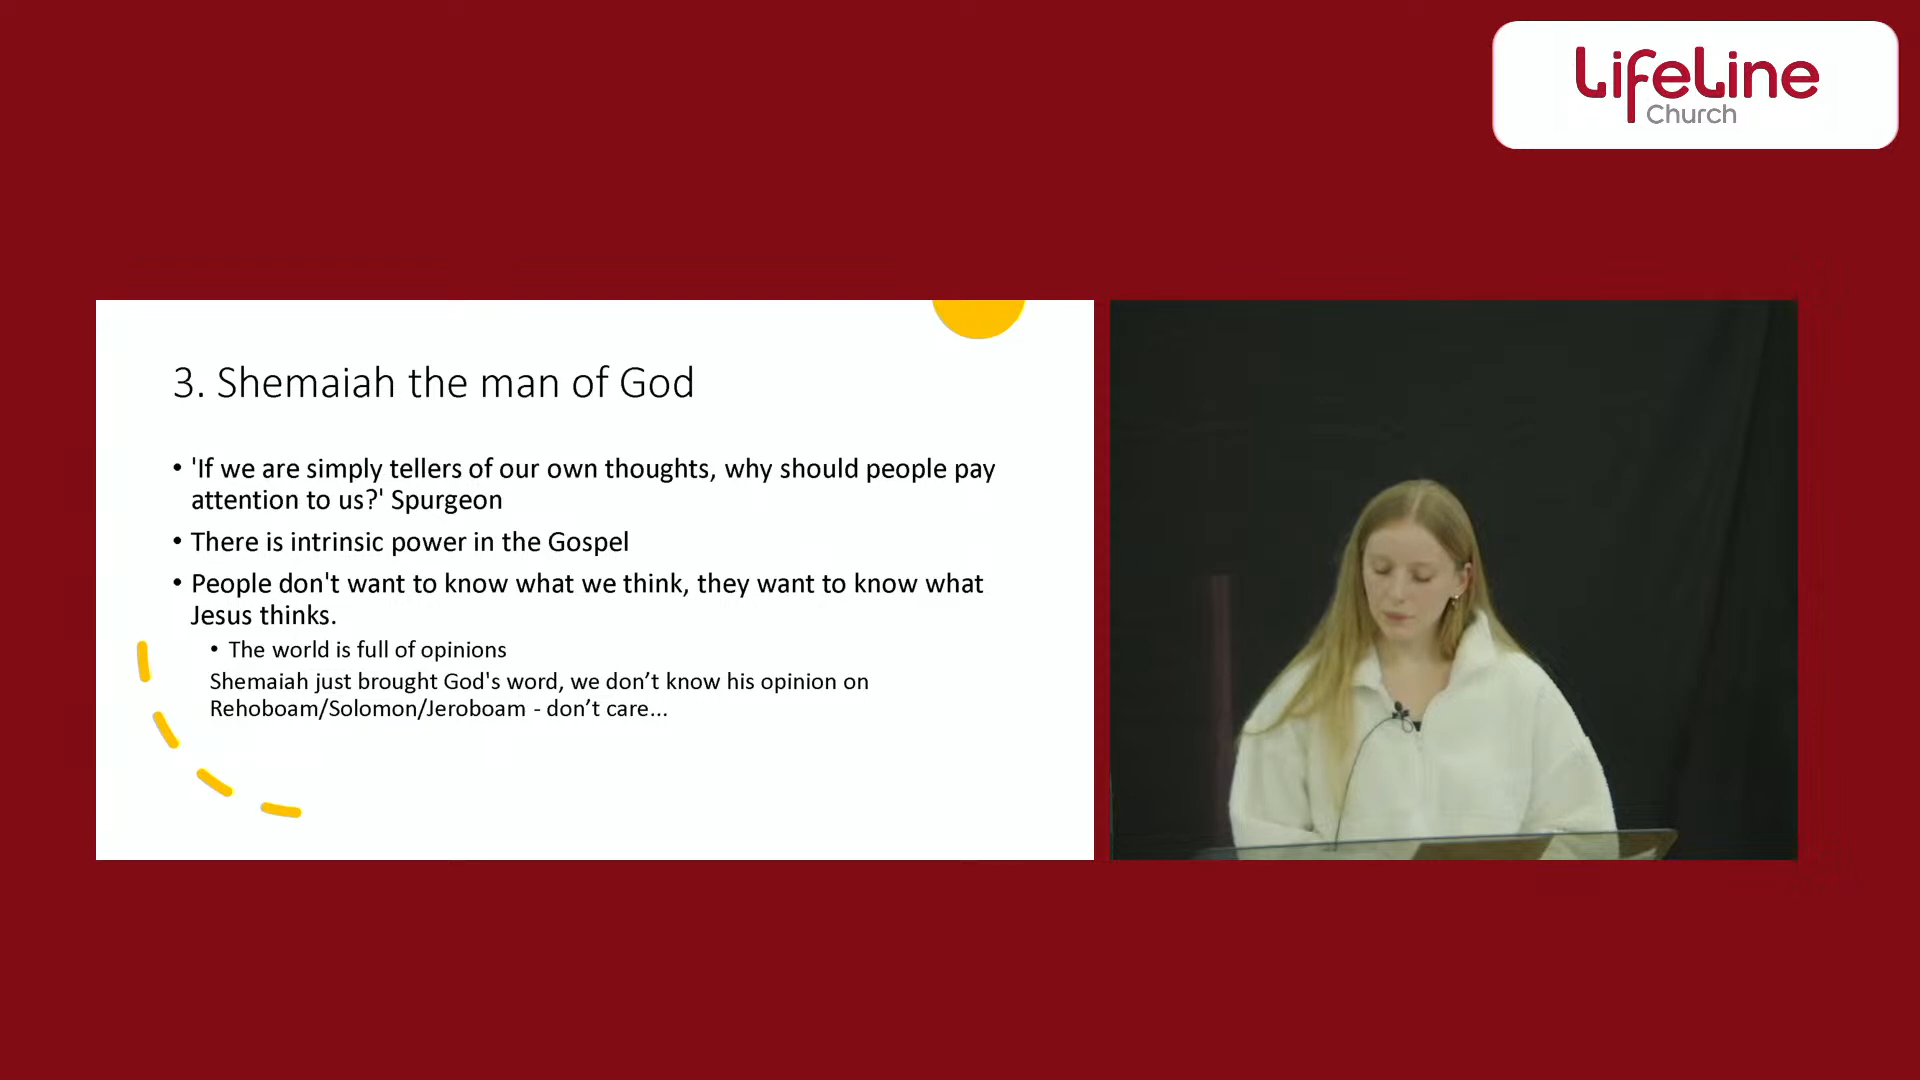 LifeLine
Church
3. Shemaiah the man of God
• 'If we are simply tellers of our own thoughts, why should people pay
attention to us?' Spurgeon
• There is intrinsic power in the Gospel
• People don't want to know what we think, they want to know what
Jesus thinks.
• The world is full of opinions
Shemaiah just brought God's word, we don’t know his opinion on
Rehoboam/Solomon/Jeroboam - don’t care...